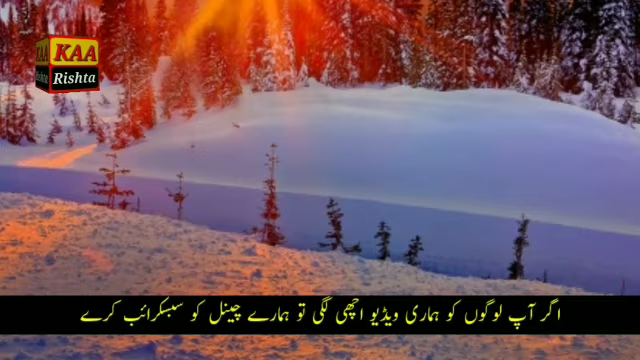 KAA
Rishta
اگر آپ لوگوں کو ہماری ویڈیو اچھی لگی تو ہمارے چینل کو سبسکرائب کرے